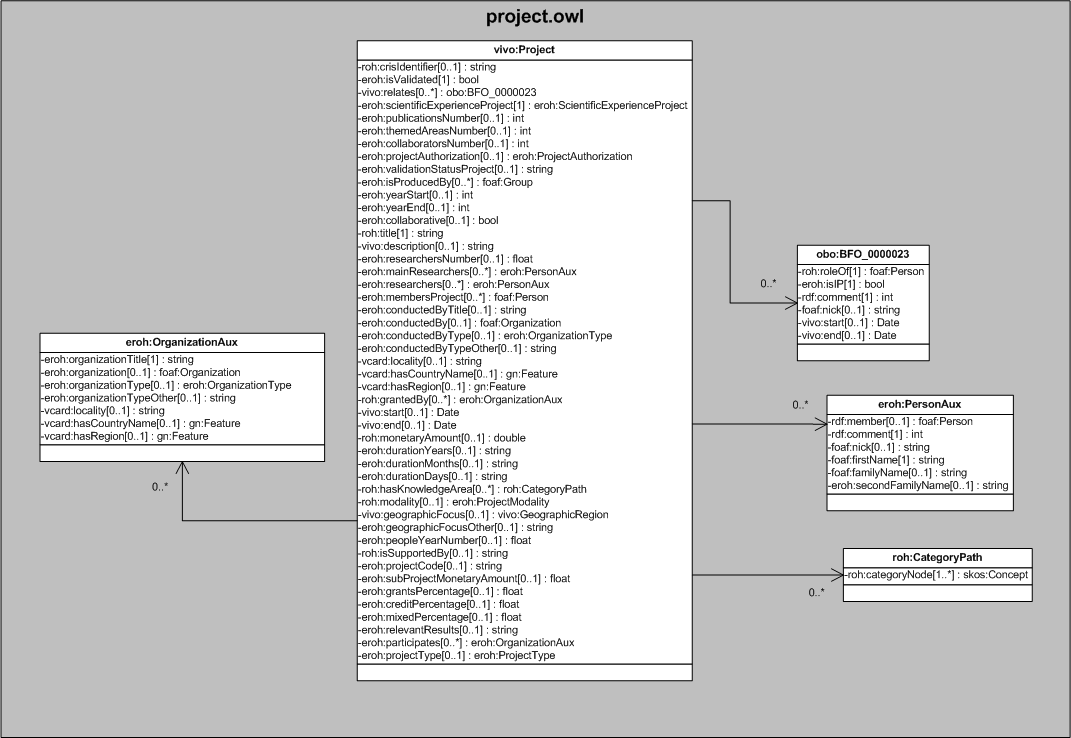 project.owl
vivo:Project
-roh:crisIdentifier[0..1] : string
-eroh:isValidated[1] : bool
-vivo:relates[0..*] : obo:BFO_0000023
-eroh:scientificExperienceProject[1] : eroh:ScientificExperienceProject
-eroh:publicationsNumber[0..1] : int
-eroh:themedAreasNumber[0..1] : int
-eroh:collaboratorsNumber[0..1] : int
-eroh:projectAuthorization[0..1] : eroh:ProjectAuthorization
-eroh:validationStatusProject[0..1] : string
-eroh:isProducedBy[0..*] : foaf:Group
-eroh:yearStart[0..1] : int
-eroh:yearEnd[0..1] : int
-eroh:collaborative[0..1] : bool
-roh:title[1] : string
-vivo:description[0..1] : string
-eroh:researchersNumber[0..1] : float
-eroh:mainResearchers[0..*] : eroh:PersonAux
-eroh:researchers[0..*] : eroh:PersonAux
-eroh:membersProject[0..*] : foaf:Person
-eroh:conductedByTitle[0..1] : string
-eroh:conductedBy[0..1] : foaf:Organization
-eroh:conductedByType[0..1] : eroh:OrganizationType
-eroh:conductedByTypeOther[0..1] : string
-vcard:locality[0..1] : string
-vcard:hasCountryName[0..1] : gn:Feature
-vcard:hasRegion[0..1] : gn:Feature
-roh:grantedBy[0..*] : eroh:OrganizationAux
-vivo:start[0..1] : Date
-vivo:end[0..1] : Date
-roh:monetaryAmount[0..1] : double
-eroh:durationYears[0..1] : string
-eroh:durationMonths[0..1] : string
-eroh:durationDays[0..1] : string
-roh:hasKnowledgeArea[0..*] : roh:CategoryPath
-roh:modality[0..1] : eroh:ProjectModality
-vivo:geographicFocus[0..1] : vivo:GeographicRegion
-eroh:geographicFocusOther[0..1] : string
-eroh:peopleYearNumber[0..1] : float
-roh:isSupportedBy[0..1] : string
-eroh:projectCode[0..1] : string
-eroh:subProjectMonetaryAmount[0..1] : float
-eroh:grantsPercentage[0..1] : float
-eroh:creditPercentage[0..1] : float
-eroh:mixedPercentage[0..1] : float
-eroh:relevantResults[0..1] : string
-eroh:participates[0..*] : eroh:OrganizationAux
-eroh:projectType[0..1] : eroh:ProjectType
eroh:OrganizationAux
-eroh:organizationTitle[1] : string
-eroh:organization[0..1] : foaf:Organization
-eroh:organizationType[0..1] : eroh:OrganizationType
-eroh:organizationTypeOther[0..1] : string
-vcard:locality[0..1] : string
-vcard:hasCountryName[0..1] : gn:Feature
-vcard:hasRegion[0..1] : gn:Feature
0..*
obo:BFO_0000023
-roh:roleOf[1] : foaf:Person
-eroh:isIP[1] : bool
-rdf:comment[1] : int
-foaf:nick[0..1] : string
-vivo:start[0..1] : Date
-vivo:end[0..1] : Date
0..*
eroh:PersonAux
-rdf:member[0..1] : foaf:Person
-rdf:comment[1] : int
-foaf:nick[0..1] : string
-foaf:firstName[1] : string
-foaf:familyName[0..1] : string
-eroh:secondFamilyName[0..1] : string
0..*
roh:CategoryPath
-roh:categoryNode[1..*] : skos:Concept
0..*